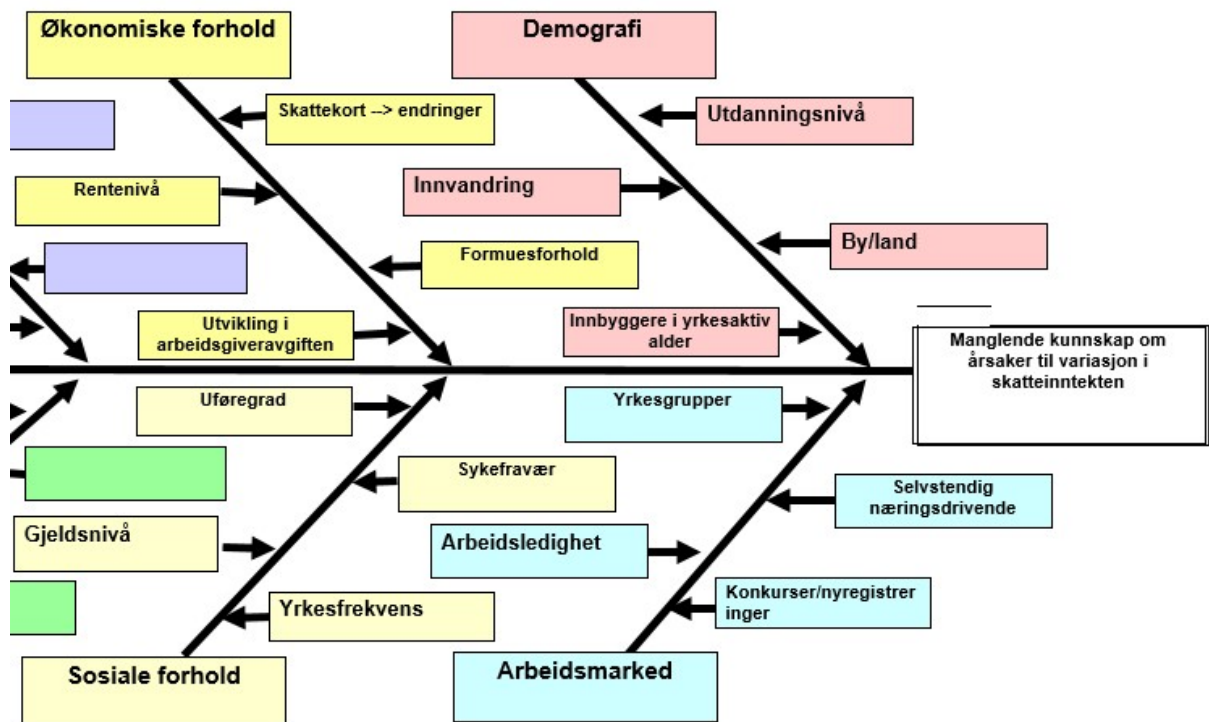 Økonomiske forhold
Demografi
Skattekort --> endringer
Utdanningsnivå
Rentenivå
Innvandring
By/land
Formuesforhold
Utvikling i
arbeidsgiveravgiften
Innbyggere i yrkesaktiv
alder
Manglende kunnskap om
årsaker til variasjon i
skatteinntekten
Uføregrad
Yrkesgrupper
Sykefravær
Selvstendig
næringsdrivende
Gjeldsnivå
Arbeidsledighet
Yrkesfrekvens
Konkurser/nyregistrer
inger
Sosiale forhold
Arbeidsmarked